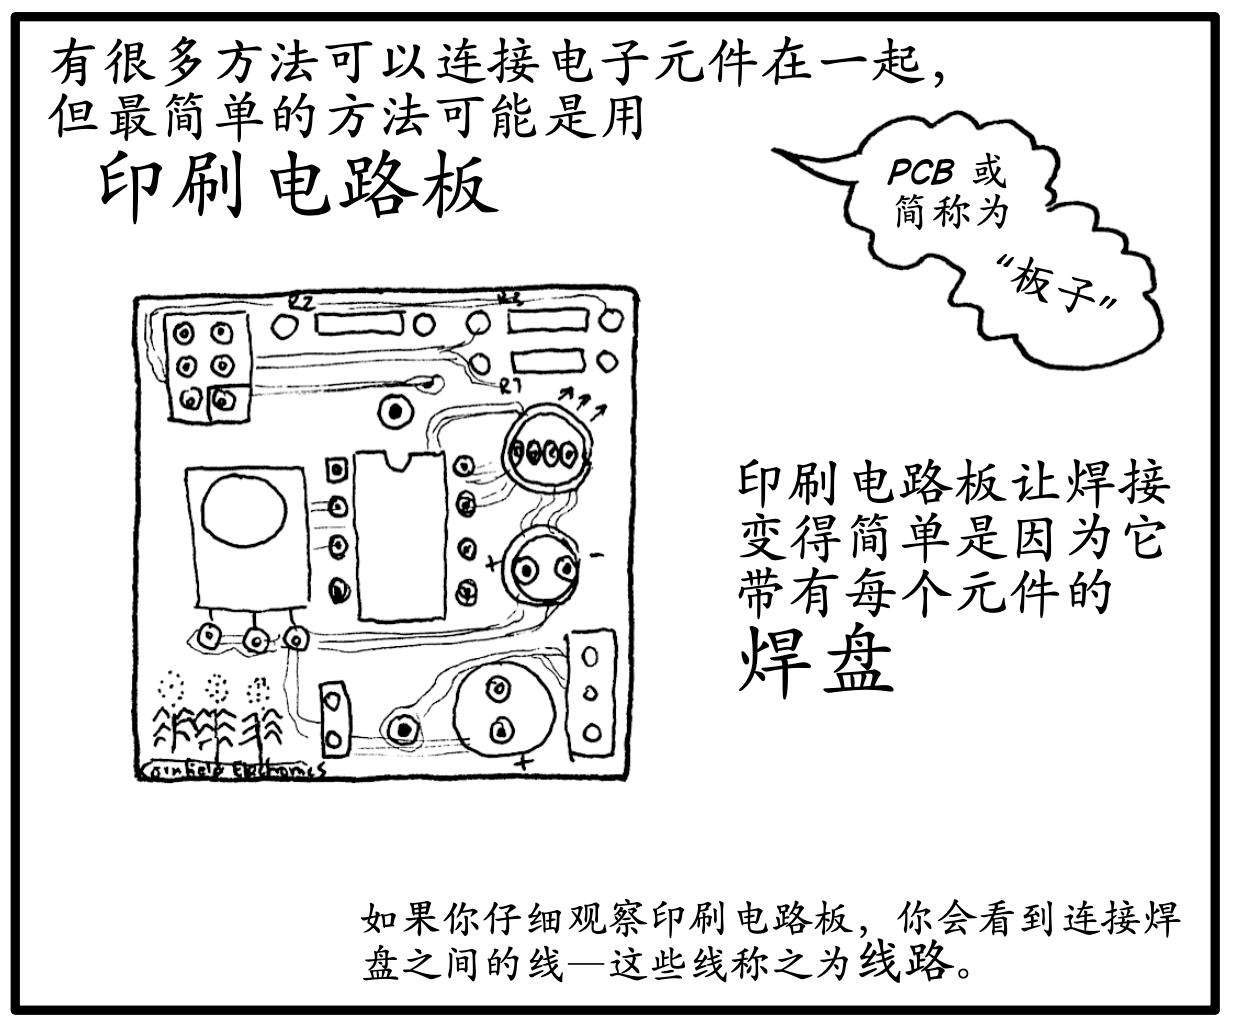 有很多方法可以连接电子元件在一起，
但最简单的方法可能是用
印刷电路板
PCB 或
简称为
“板子”
R2
R3
R1
+
-
+
印刷电路板让焊接
变得简单是因为它
带有每个元件的
焊盘
Cornfield Electronics
如果你仔细观察印刷电路板，你会看到连接焊
盘之间的线—这些线称之为线路。